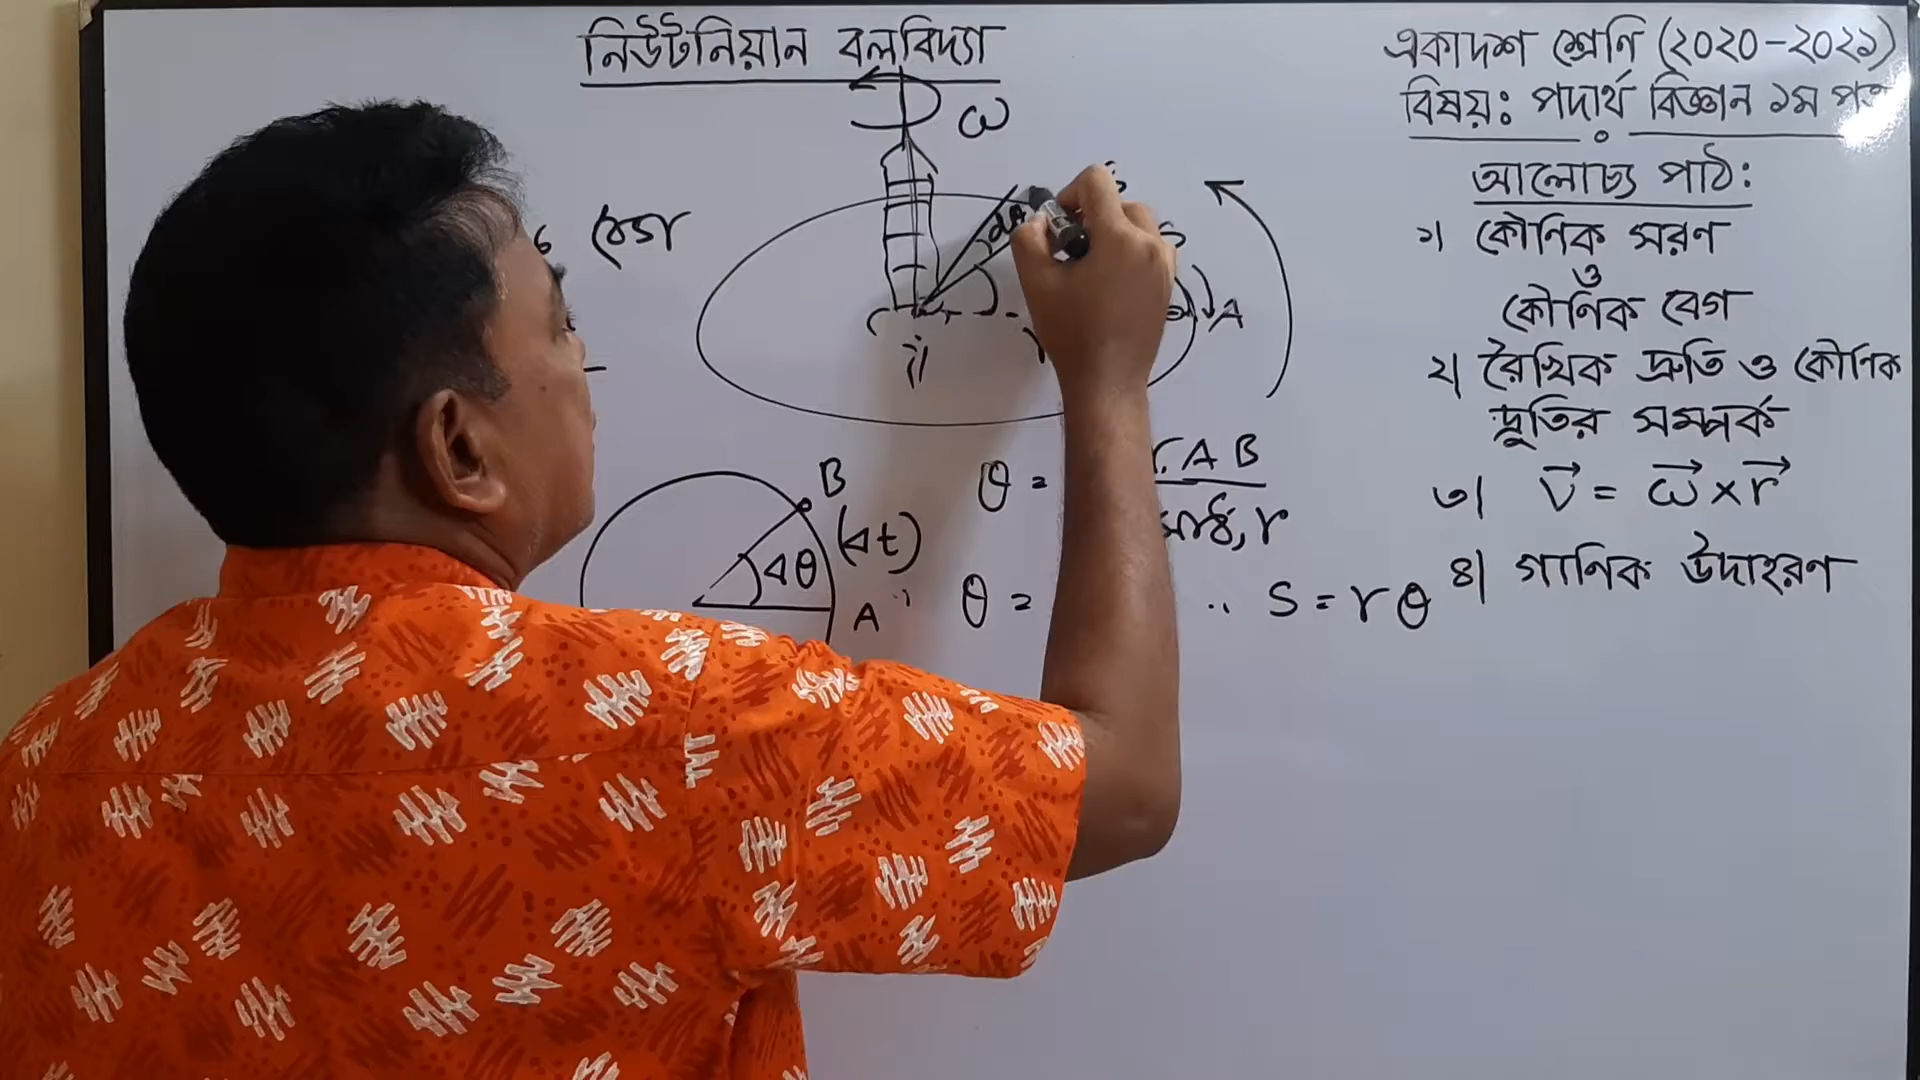 নিউটনিয়ান বলবিদ্যা
ω
বেগ
dθ
A
r
B
(Δt)
Δθ
A
θ =
AB
r
θ =
∴ S = rθ
একাদশ শ্রেণি (২০২০-২০২১)
বিষয়ঃ পদার্থ বিজ্ঞান ১ম পত্র
আলোচ্য পাঠ:
১। কৌণিক সরণ
ও
কৌণিক বেগ
২। রৈখিক দ্রুতি ও কৌণিক
দ্রুতির সম্পর্ক
৩। v⃗ = ω⃗ × r⃗
৪। গাণিতিক উদাহরণ